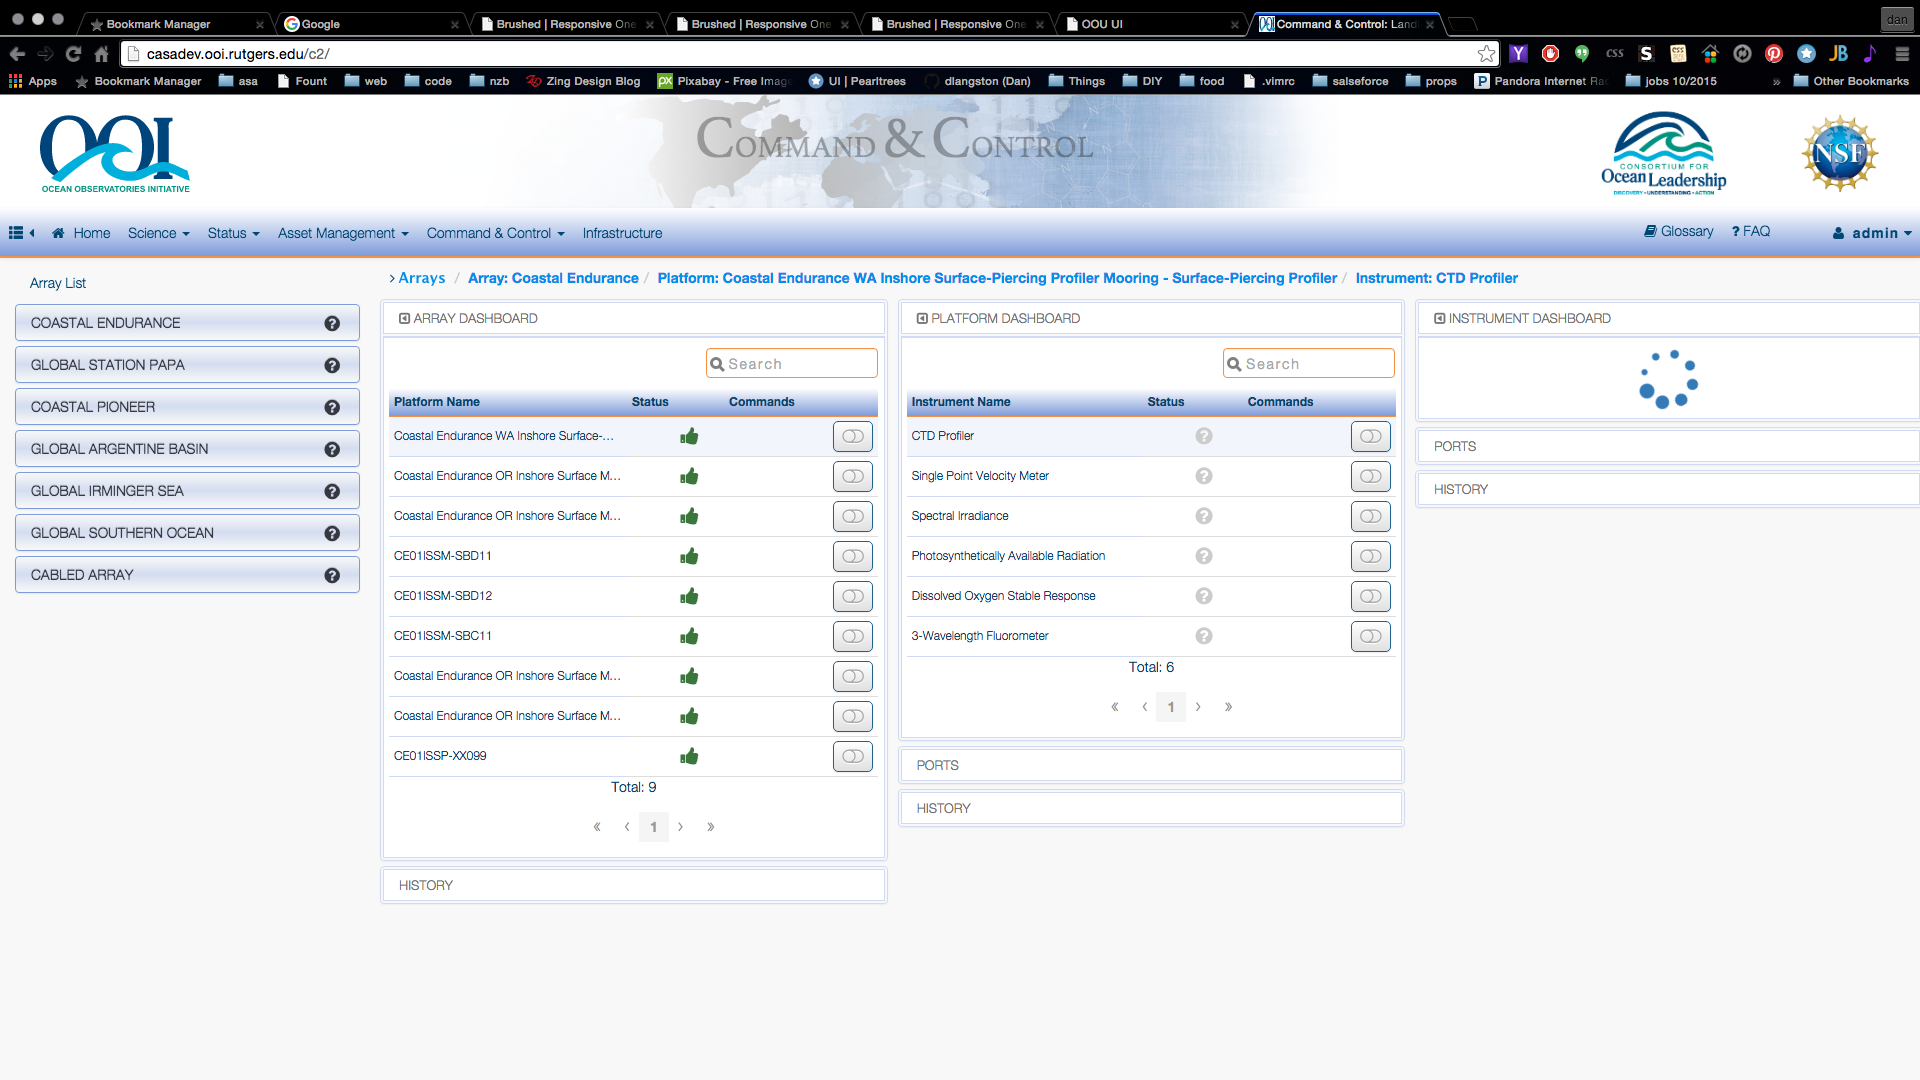 Bookmark Manager
Google
Brushed | Responsive One
Brushed | Responsive One
Brushed | Responsive One
OOU UI
Command & Control: Land
dan
casadev.ooi.rutgers.edu/c2/
Apps Bookmark Manager asa Fount web code nzb Zing Design Blog Pixabay - Free Image UI | Pearltrees dlangston (Dan) Things DIY food .vimrc salseforce props Pandora Internet Ra jobs 10/2015 » Other Bookmarks
OOI
OCEAN OBSERVATORIES INITIATIVE
COMMAND & CONTROL
CONSORTIUM FOR
Ocean Leadership
DISCOVERY • UNDERSTANDING • ACTION
NSF
Home Science Status Asset Management Command & Control Infrastructure
Glossary ? FAQ admin
Array List
COASTAL ENDURANCE ?
GLOBAL STATION PAPA ?
COASTAL PIONEER ?
GLOBAL ARGENTINE BASIN ?
GLOBAL IRMINGER SEA ?
GLOBAL SOUTHERN OCEAN ?
CABLED ARRAY ?
> Arrays / Array: Coastal Endurance / Platform: Coastal Endurance WA Inshore Surface-Piercing Profiler Mooring - Surface-Piercing Profiler / Instrument: CTD Profiler
ARRAY DASHBOARD
Search
Platform Name Status Commands
Coastal Endurance WA Inshore Surface-...
Coastal Endurance OR Inshore Surface M...
Coastal Endurance OR Inshore Surface M...
CE01ISSM-SBD11
CE01ISSM-SBD12
CE01ISSM-SBC11
Coastal Endurance OR Inshore Surface M...
Coastal Endurance OR Inshore Surface M...
CE01ISSP-XX099
Total: 9
« ‹ 1 › »
HISTORY
PLATFORM DASHBOARD
Search
Instrument Name Status Commands
CTD Profiler ?
Single Point Velocity Meter ?
Spectral Irradiance ?
Photosynthetically Available Radiation ?
Dissolved Oxygen Stable Response ?
3-Wavelength Fluorometer ?
Total: 6
« ‹ 1 › »
PORTS
HISTORY
INSTRUMENT DASHBOARD
PORTS
HISTORY